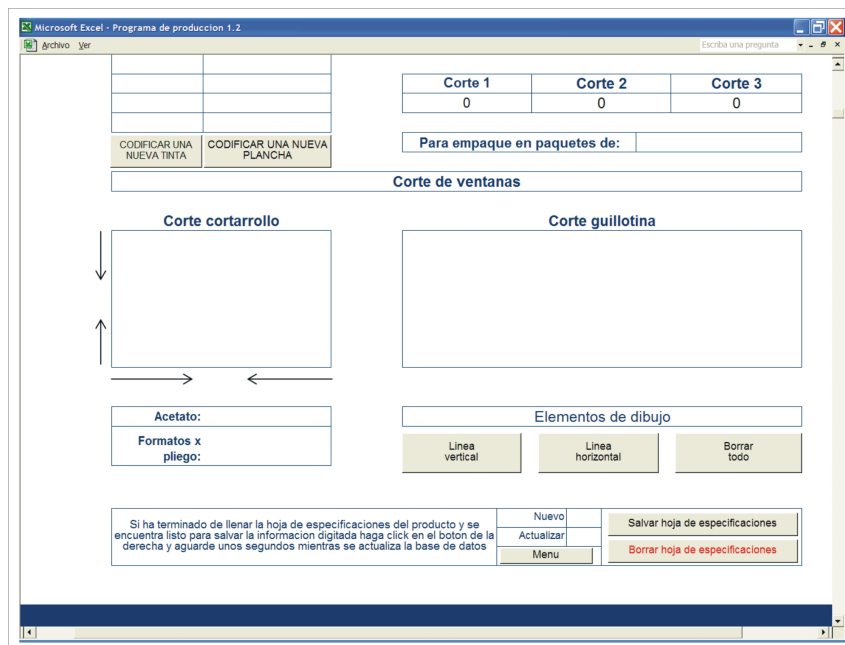 Microsoft Excel - Programa de produccion 1.2
Archivo Ver
Escriba una pregunta
Corte 1 Corte 2 Corte 3
0 0 0
CODIFICAR UNA
NUEVA TINTA
CODIFICAR UNA NUEVA
PLANCHA
Para empaque en paquetes de:
Corte de ventanas
Corte cortarrollo
Corte guillotina
Acetato:
Formatos x
pliego:
Elementos de dibujo
Linea
vertical
Linea
horizontal
Borrar
todo
Si ha terminado de llenar la hoja de especificaciones del producto y se
encuentra listo para salvar la informacion digitada haga click en el boton de la
derecha y aguarde unos segundos mientras se actualiza la base de datos
Nuevo
Actualizar
Menu
Salvar hoja de especificaciones
Borrar hoja de especificaciones